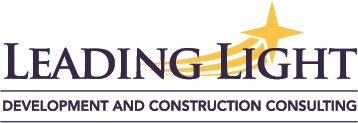 LEADING LIGHT
DEVELOPMENT AND CONSTRUCTION CONSULTING